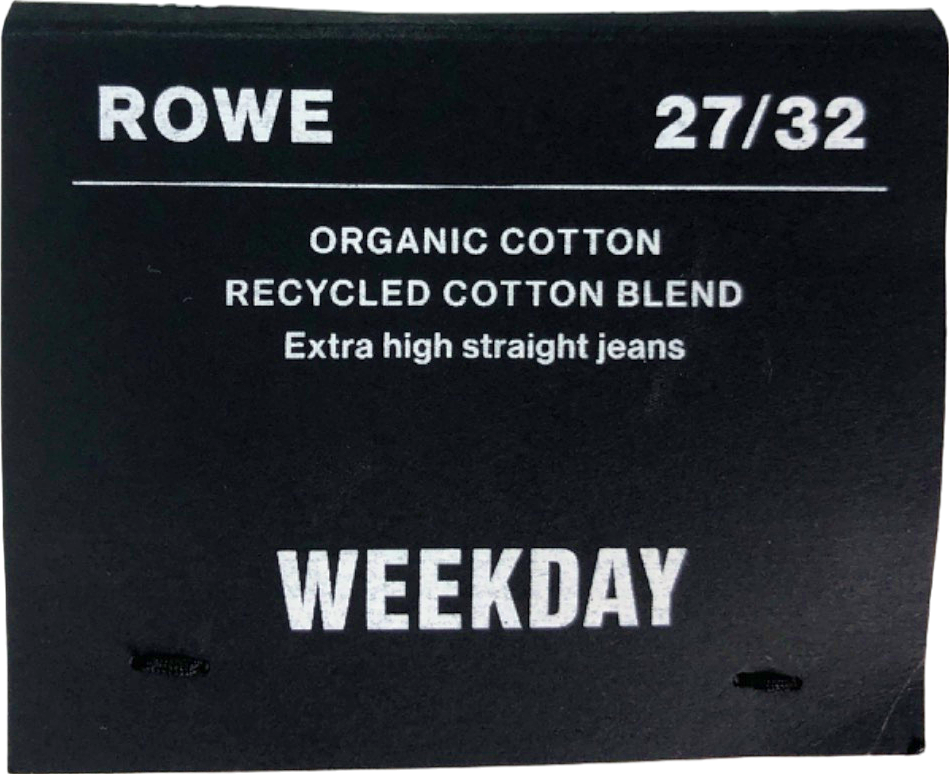 ROWE 27/32
ORGANIC COTTON
RECYCLED COTTON BLEND
Extra high straight jeans
WEEKDAY